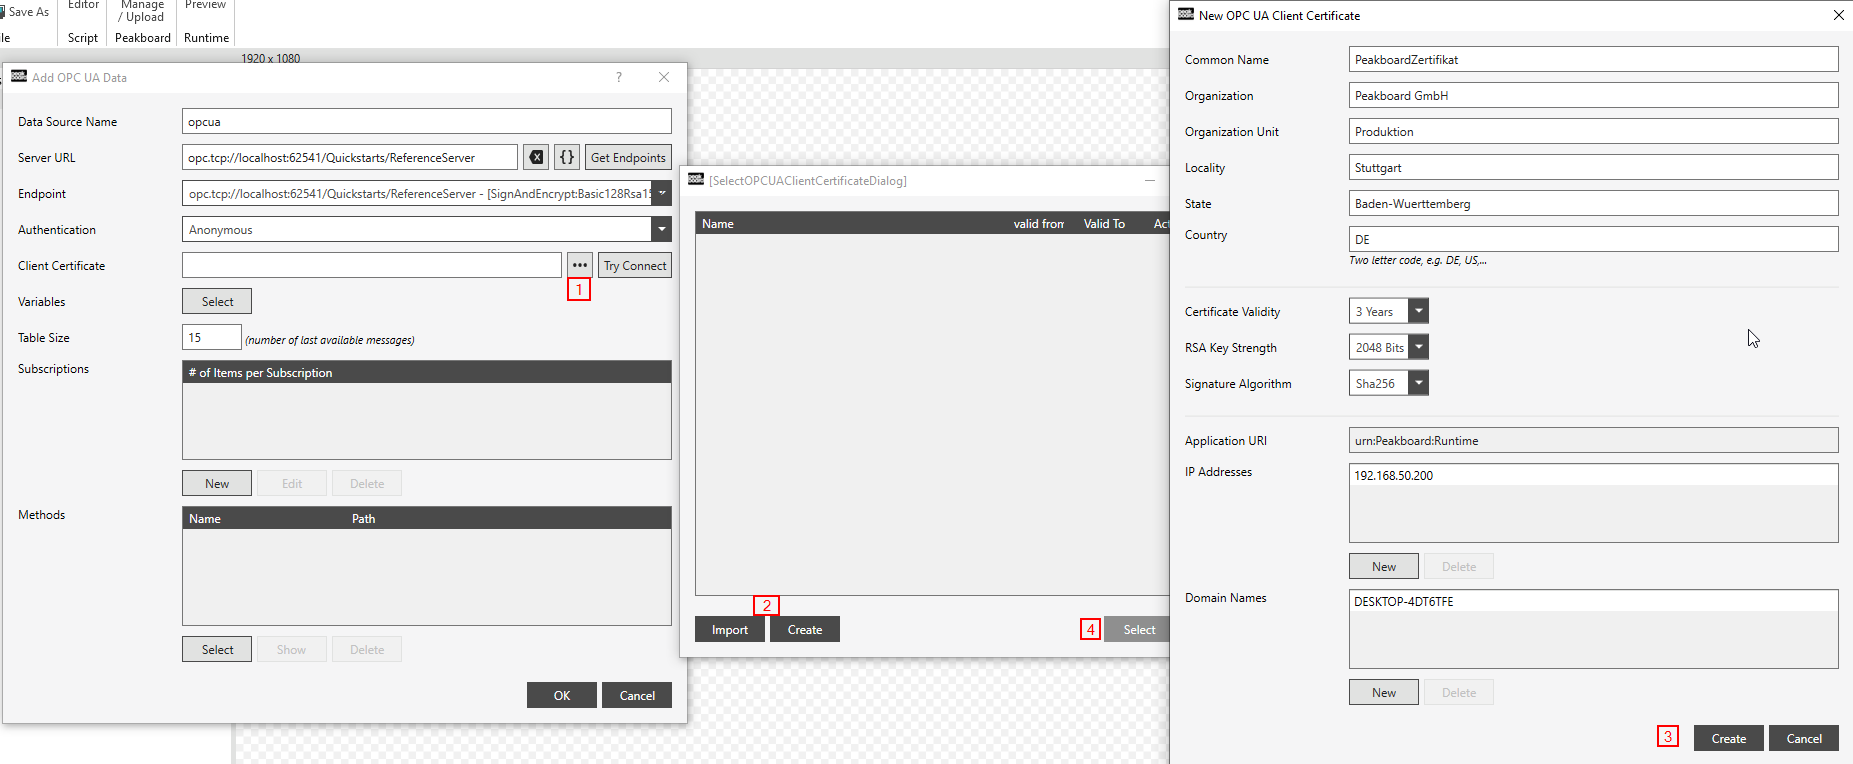 Save As
Editor
Manage
/ Upload
Preview
Script
Peakboard
Runtime
1920 x 1080
Add OPC UA Data
?
Data Source Name
opcua
Server URL
opc.tcp://localhost:62541/Quickstarts/ReferenceServer
{}
Get Endpoints
Endpoint
opc.tcp://localhost:62541/Quickstarts/ReferenceServer - [SignAndEncrypt:Basic128Rsa15
Authentication
Anonymous
Client Certificate
•••
Try Connect
1
Variables
Select
Table Size
15
(number of last available messages)
Subscriptions
# of Items per Subscription
New
Edit
Delete
Methods
Name
Path
Select
Show
Delete
OK
Cancel
[SelectOPCUAClientCertificateDialog]
Name
valid from
Valid To
Act
2
Import
Create
4
Select
New OPC UA Client Certificate
Common Name
PeakboardZertifikat
Organization
Peakboard GmbH
Organization Unit
Produktion
Locality
Stuttgart
State
Baden-Wuerttemberg
Country
DE
Two letter code, e.g. DE, US,...
Certificate Validity
3 Years
RSA Key Strength
2048 Bits
Signature Algorithm
Sha256
Application URI
urn:Peakboard:Runtime
IP Addresses
192.168.50.200
New
Delete
Domain Names
DESKTOP-4DT6TFE
New
Delete
3
Create
Cancel